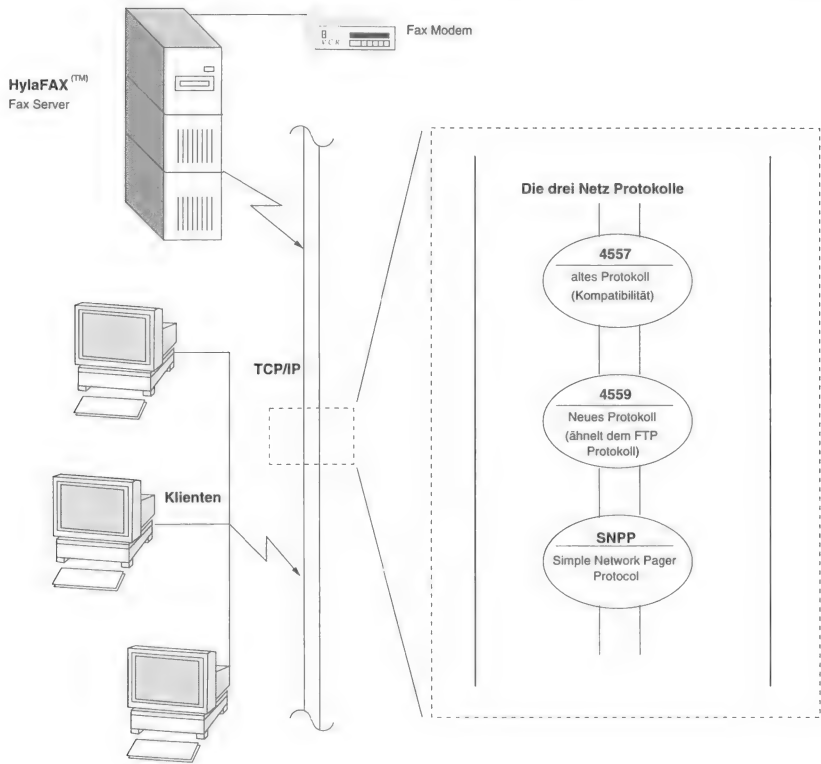 Fax Modem
VCR
HylaFAX (TM)
Fax Server
Die drei Netz Protokolle
4557
altes Protokoll
(Kompatibilität)
TCP/IP
4559
Neues Protokoll
(ähnelt dem FTP
Protokoll)
Klienten
SNPP
Simple Network Pager
Protocol